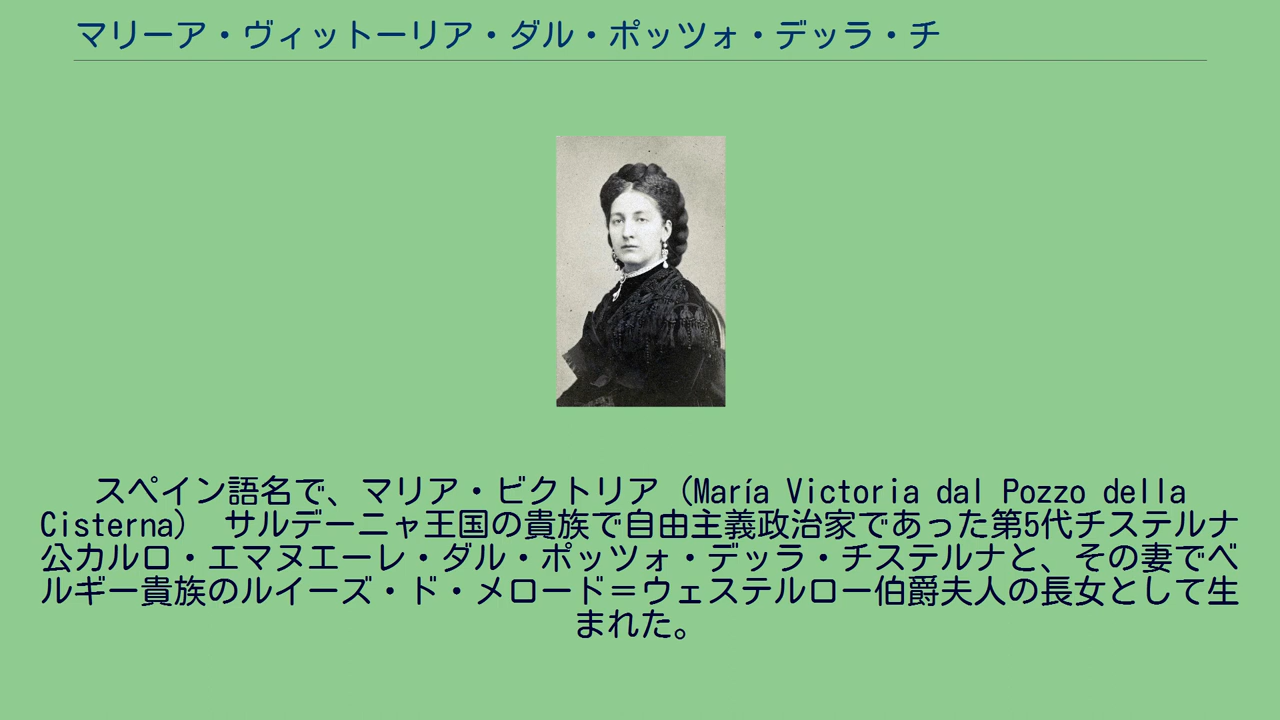 マリーア・ヴィットーリア・ダル・ポッツォ・デッラ・チ
スペイン語名で、マリア・ビクトリア（María Victoria dal Pozzo della
Cisterna） サルデーニャ王国の貴族で自由主義政治家であった第5代チステルナ
公カルロ・エマヌエーレ・ダル・ポッツォ・デッラ・チステルナと、その妻でベ
ルギー貴族のルイーズ・ド・メロード＝ウェステルロー伯爵夫人の長女として生
まれた。